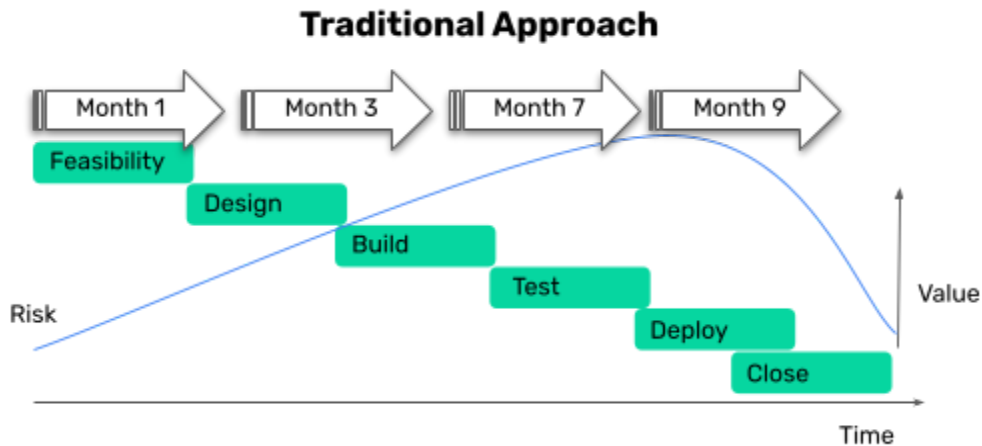 Traditional Approach
Month 1
Month 3
Month 7
Month 9
Feasibility
Design
Build
Test
Risk
Value
Deploy
Close
Time